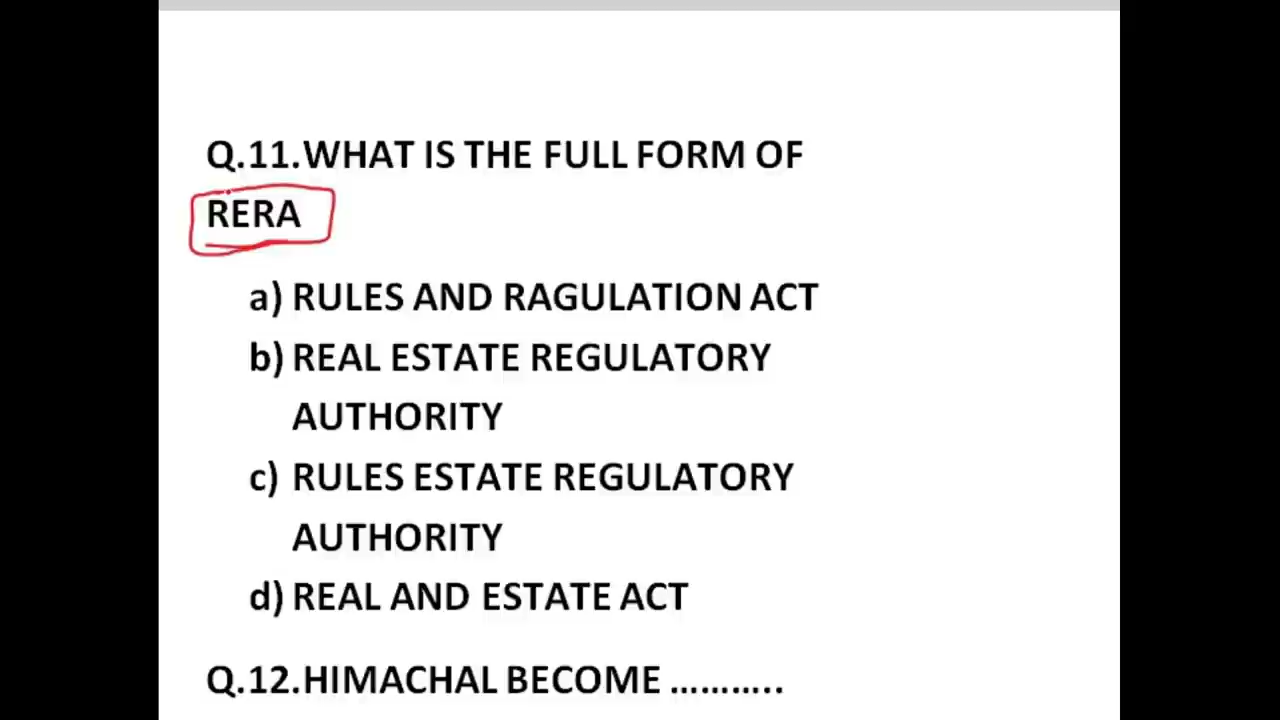 Q.11.WHAT IS THE FULL FORM OF
RERA
a) RULES AND RAGULATION ACT
b) REAL ESTATE REGULATORY
AUTHORITY
c) RULES ESTATE REGULATORY
AUTHORITY
d) REAL AND ESTATE ACT
Q.12.HIMACHAL BECOME ………..